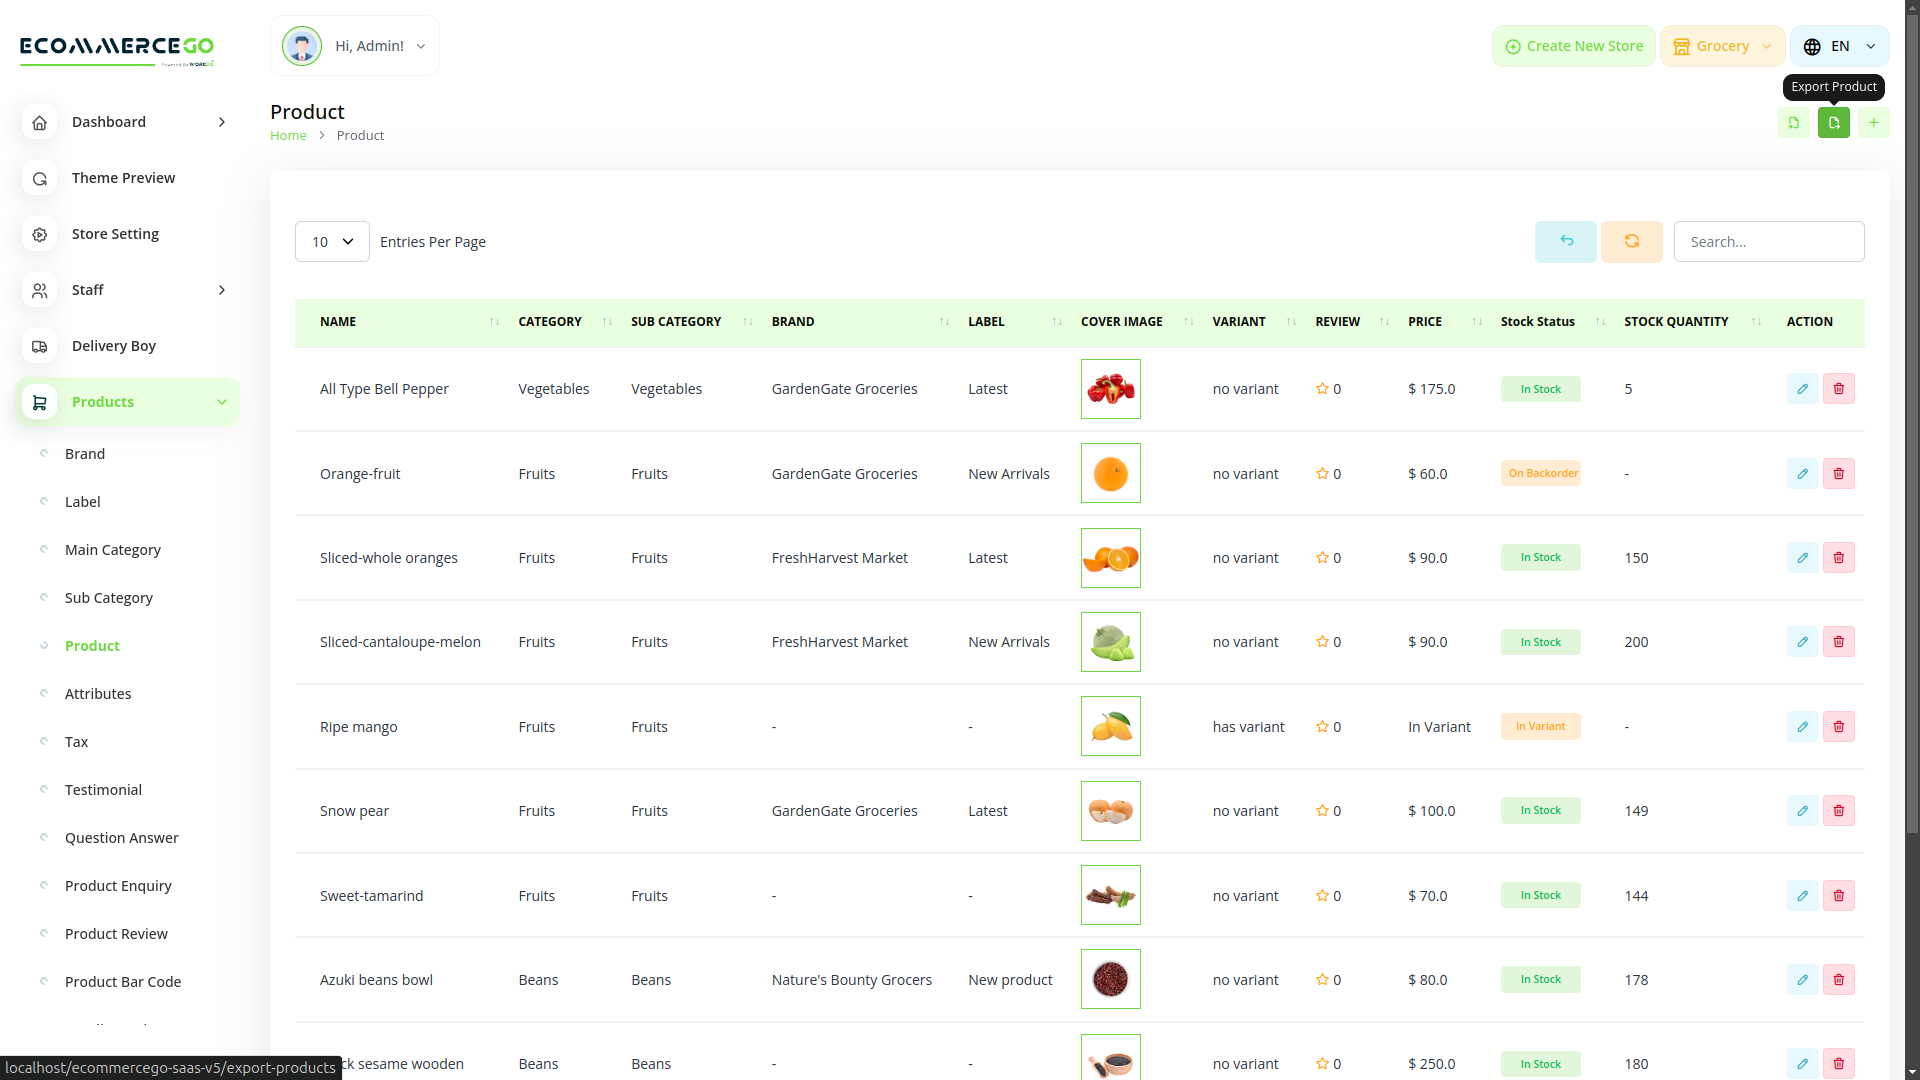 ECOMMERCEGO
Powered by WORKDO
Hi, Admin!
Create New Store
Grocery
EN
Export Product
Product
Home
Product
Dashboard
Theme Preview
Store Setting
Staff
Delivery Boy
Products
Brand
Label
Main Category
Sub Category
Product
Attributes
Tax
Testimonial
Question Answer
Product Enquiry
Product Review
Product Bar Code
10 Entries Per Page
Search...
NAME CATEGORY SUB CATEGORY BRAND LABEL COVER IMAGE VARIANT REVIEW PRICE Stock Status STOCK QUANTITY ACTION
All Type Bell Pepper Vegetables Vegetables GardenGate Groceries Latest no variant 0 $ 175.0 In Stock 5
Orange-fruit Fruits Fruits GardenGate Groceries New Arrivals no variant 0 $ 60.0 On Backorder -
Sliced-whole oranges Fruits Fruits FreshHarvest Market Latest no variant 0 $ 90.0 In Stock 150
Sliced-cantaloupe-melon Fruits Fruits FreshHarvest Market New Arrivals no variant 0 $ 90.0 In Stock 200
Ripe mango Fruits Fruits - - has variant 0 In Variant In Variant -
Snow pear Fruits Fruits GardenGate Groceries Latest no variant 0 $ 100.0 In Stock 149
Sweet-tamarind Fruits Fruits - - no variant 0 $ 70.0 In Stock 144
Azuki beans bowl Beans Beans Nature's Bounty Grocers New product no variant 0 $ 80.0 In Stock 178
sesame wooden Beans Beans - - no variant 0 $ 250.0 In Stock 180
localhost/ecommercego-saas-v5/export-products